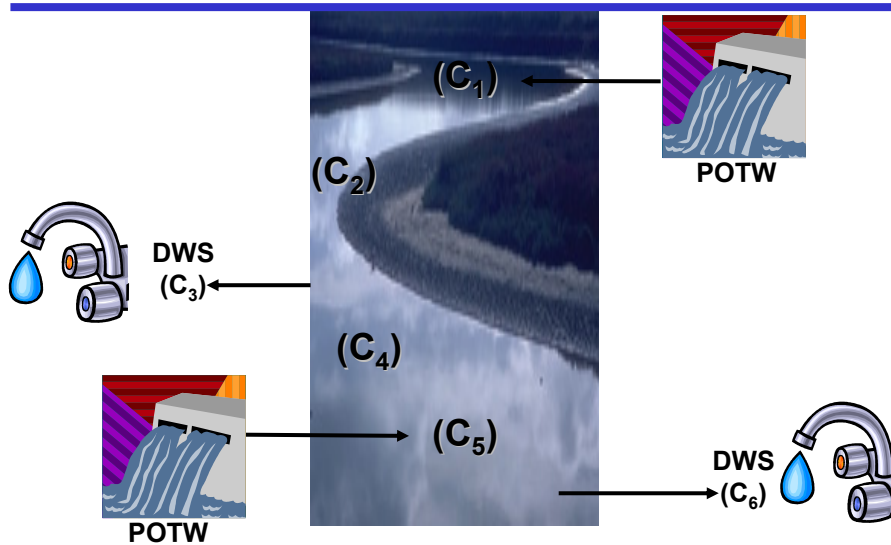 (C₁)
POTW
(C₂)
DWS
(C₃)
(C₄)
(C₅)
POTW
DWS
(C₆)